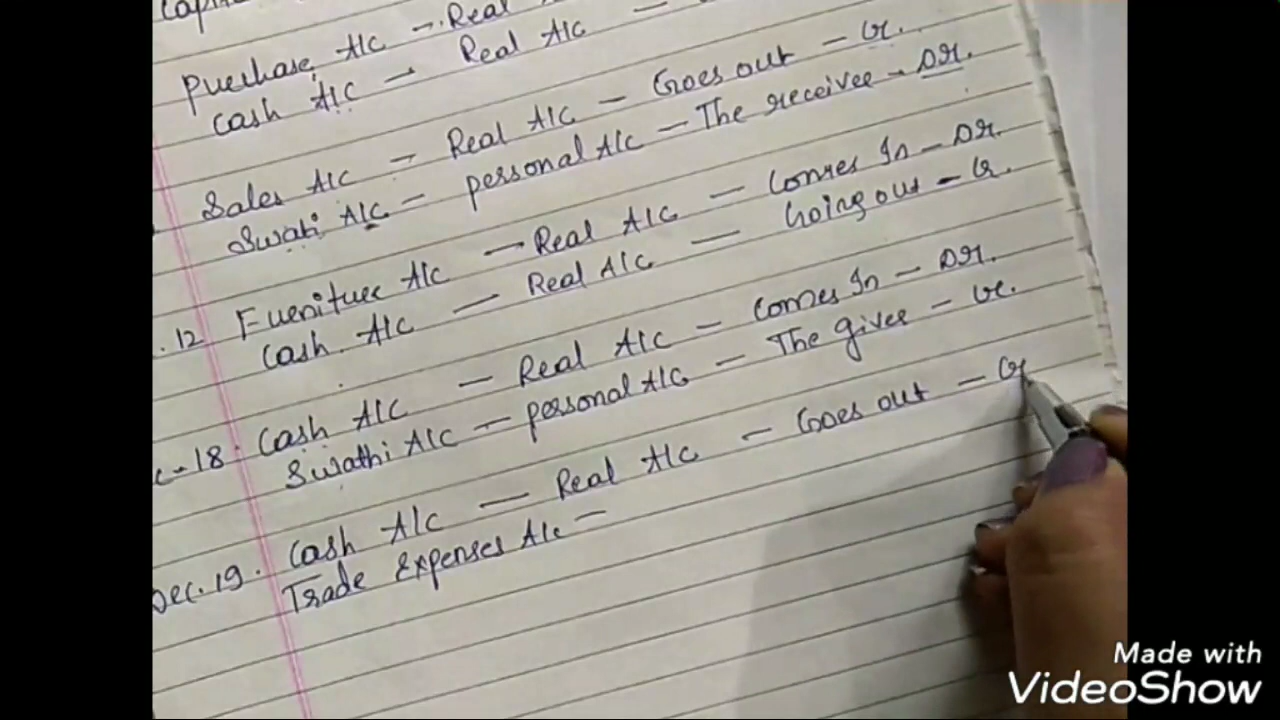 Capital
Purchase A/C - Real
Cash A/C - Real A/C -
Sales A/C - Real A/C - Goes out - Cr.
Swati A/C - personal A/C - The receiver - Dr.
.12 Furniture A/C - Real A/C - Comes In - Dr.
Cash A/C - Real A/C - Going out - Cr.
c-18. Cash A/C - Real A/C - Comes In - Dr.
Swathi A/C - personal A/C - The giver - Cr.
Dec.19. Cash A/C - Real A/C - Goes out - Cr
Trade Expenses A/c -
Made with
VideoShow